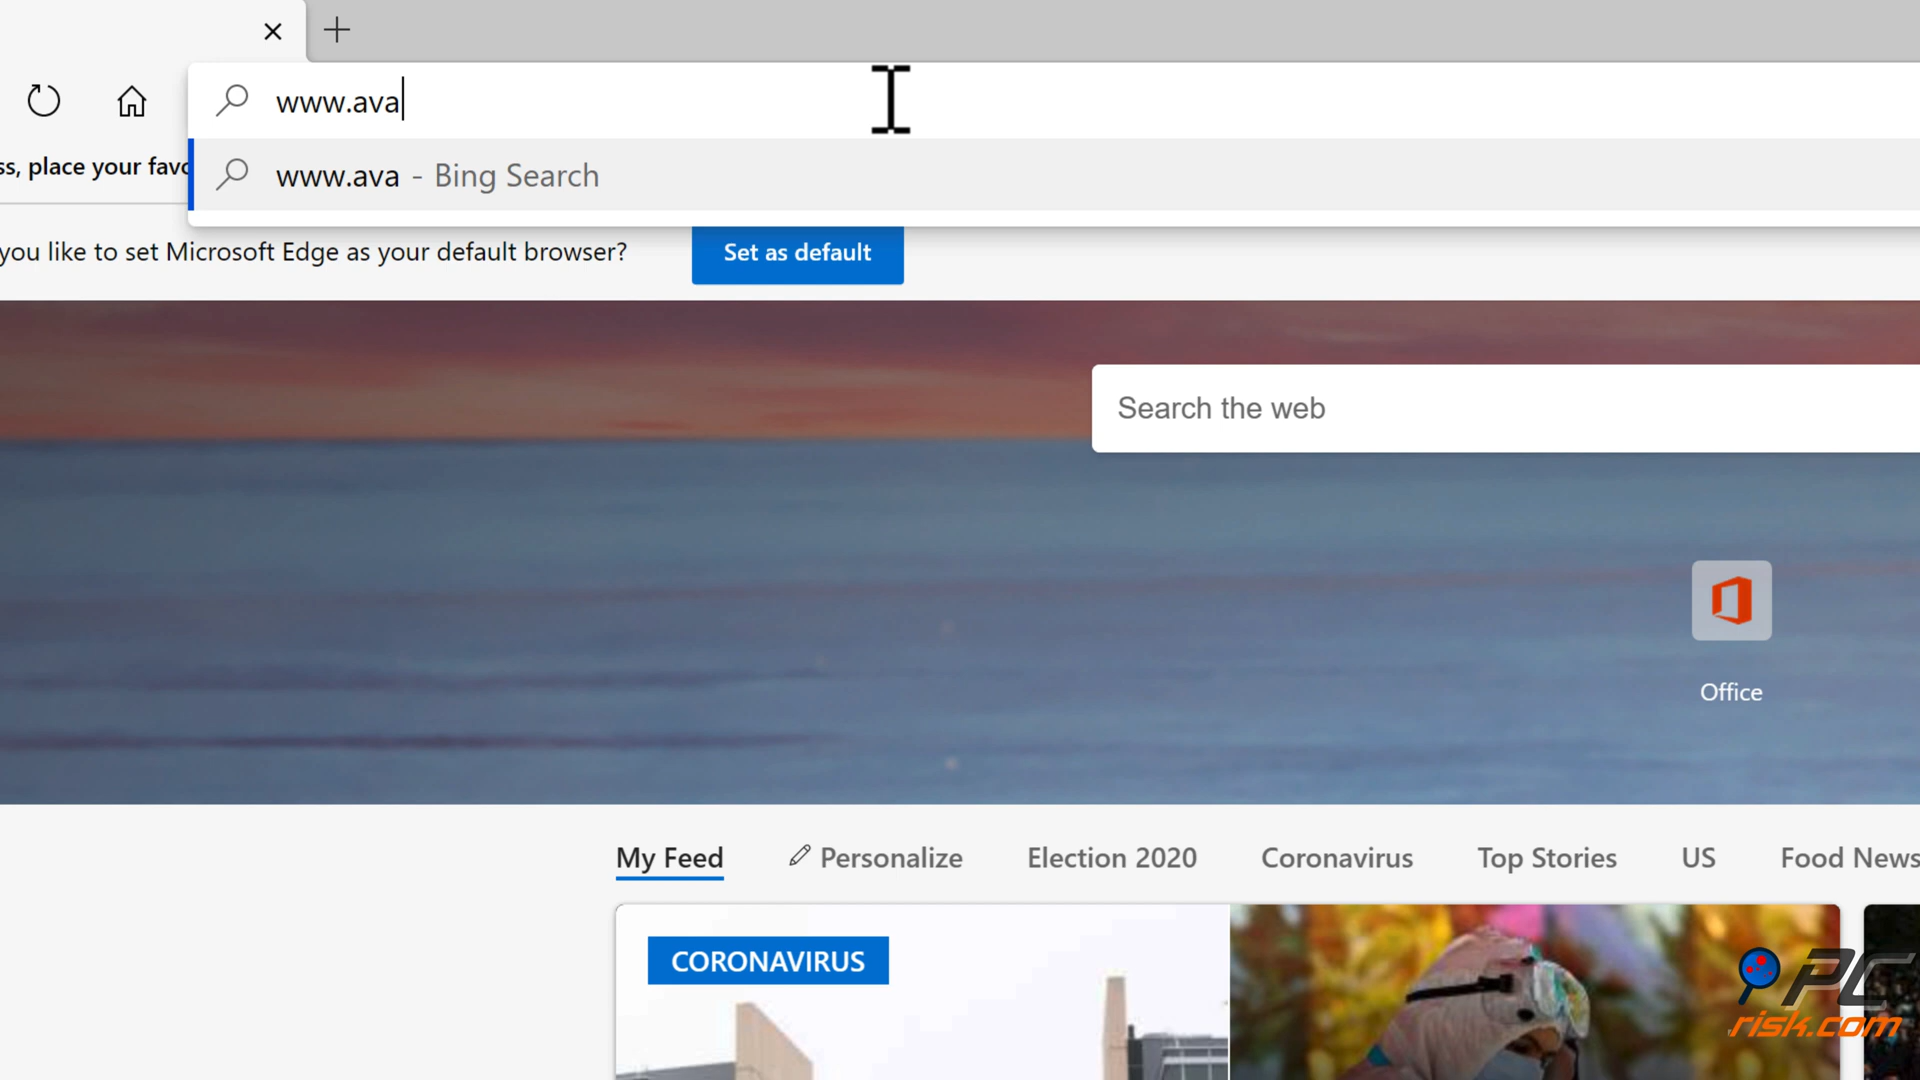 www.ava
www.ava - Bing Search
ss, place your favo
you like to set Microsoft Edge as your default browser?
Set as default
Search the web
Office
My Feed
Personalize
Election 2020
Coronavirus
Top Stories
US
Food News
CORONAVIRUS
PC
risk.com